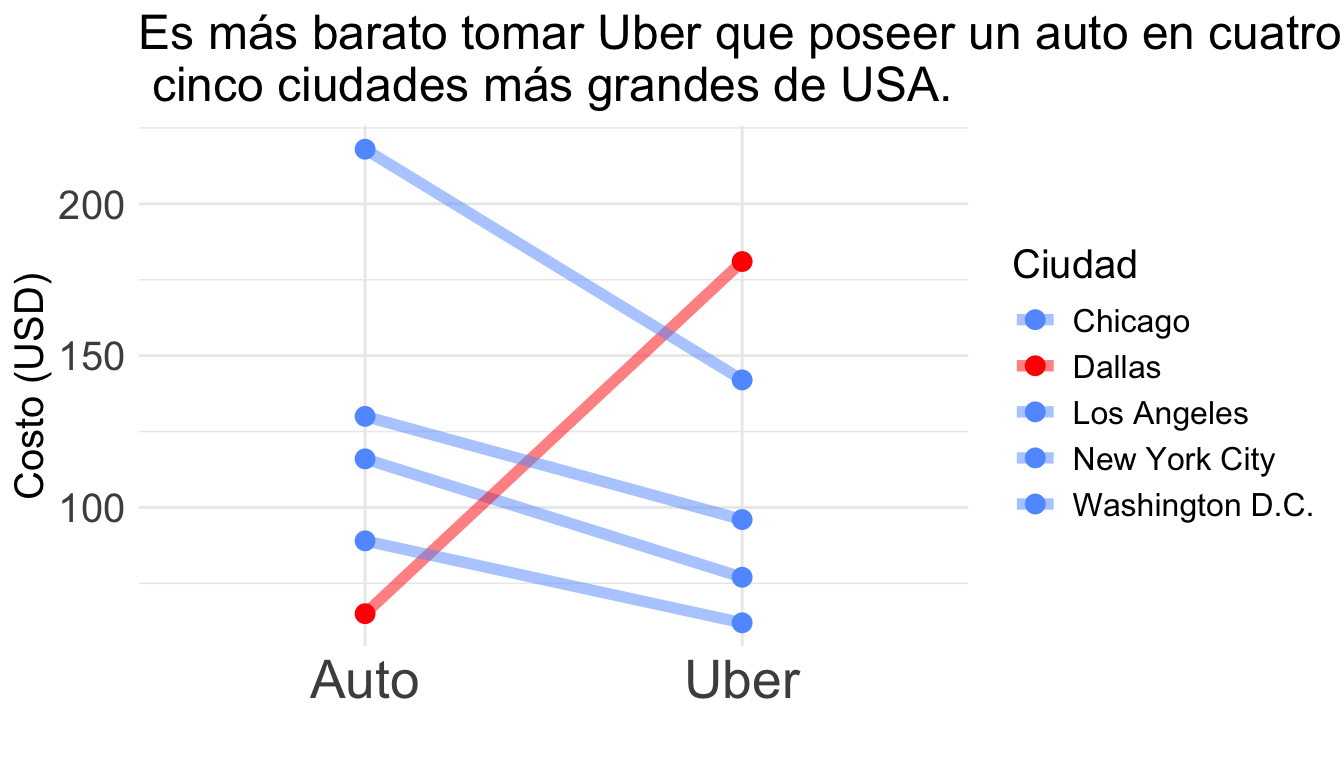 Es más barato tomar Uber que poseer un auto en cuatro
cinco ciudades más grandes de USA.
200
150
100
Costo (USD)
Auto
Uber
Ciudad
Chicago
Dallas
Los Angeles
New York City
Washington D.C.